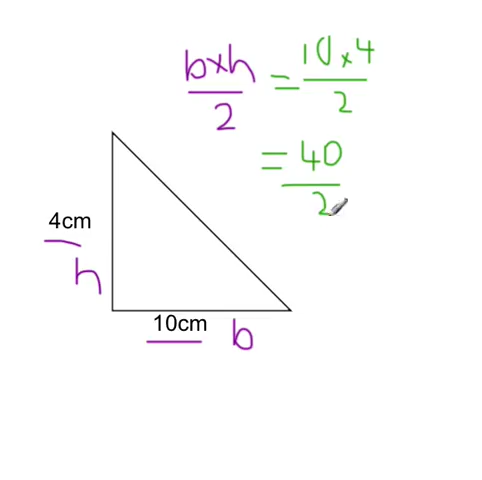 b×h/2 = 10×4/2
= 40/2
4cm
h
10cm
b